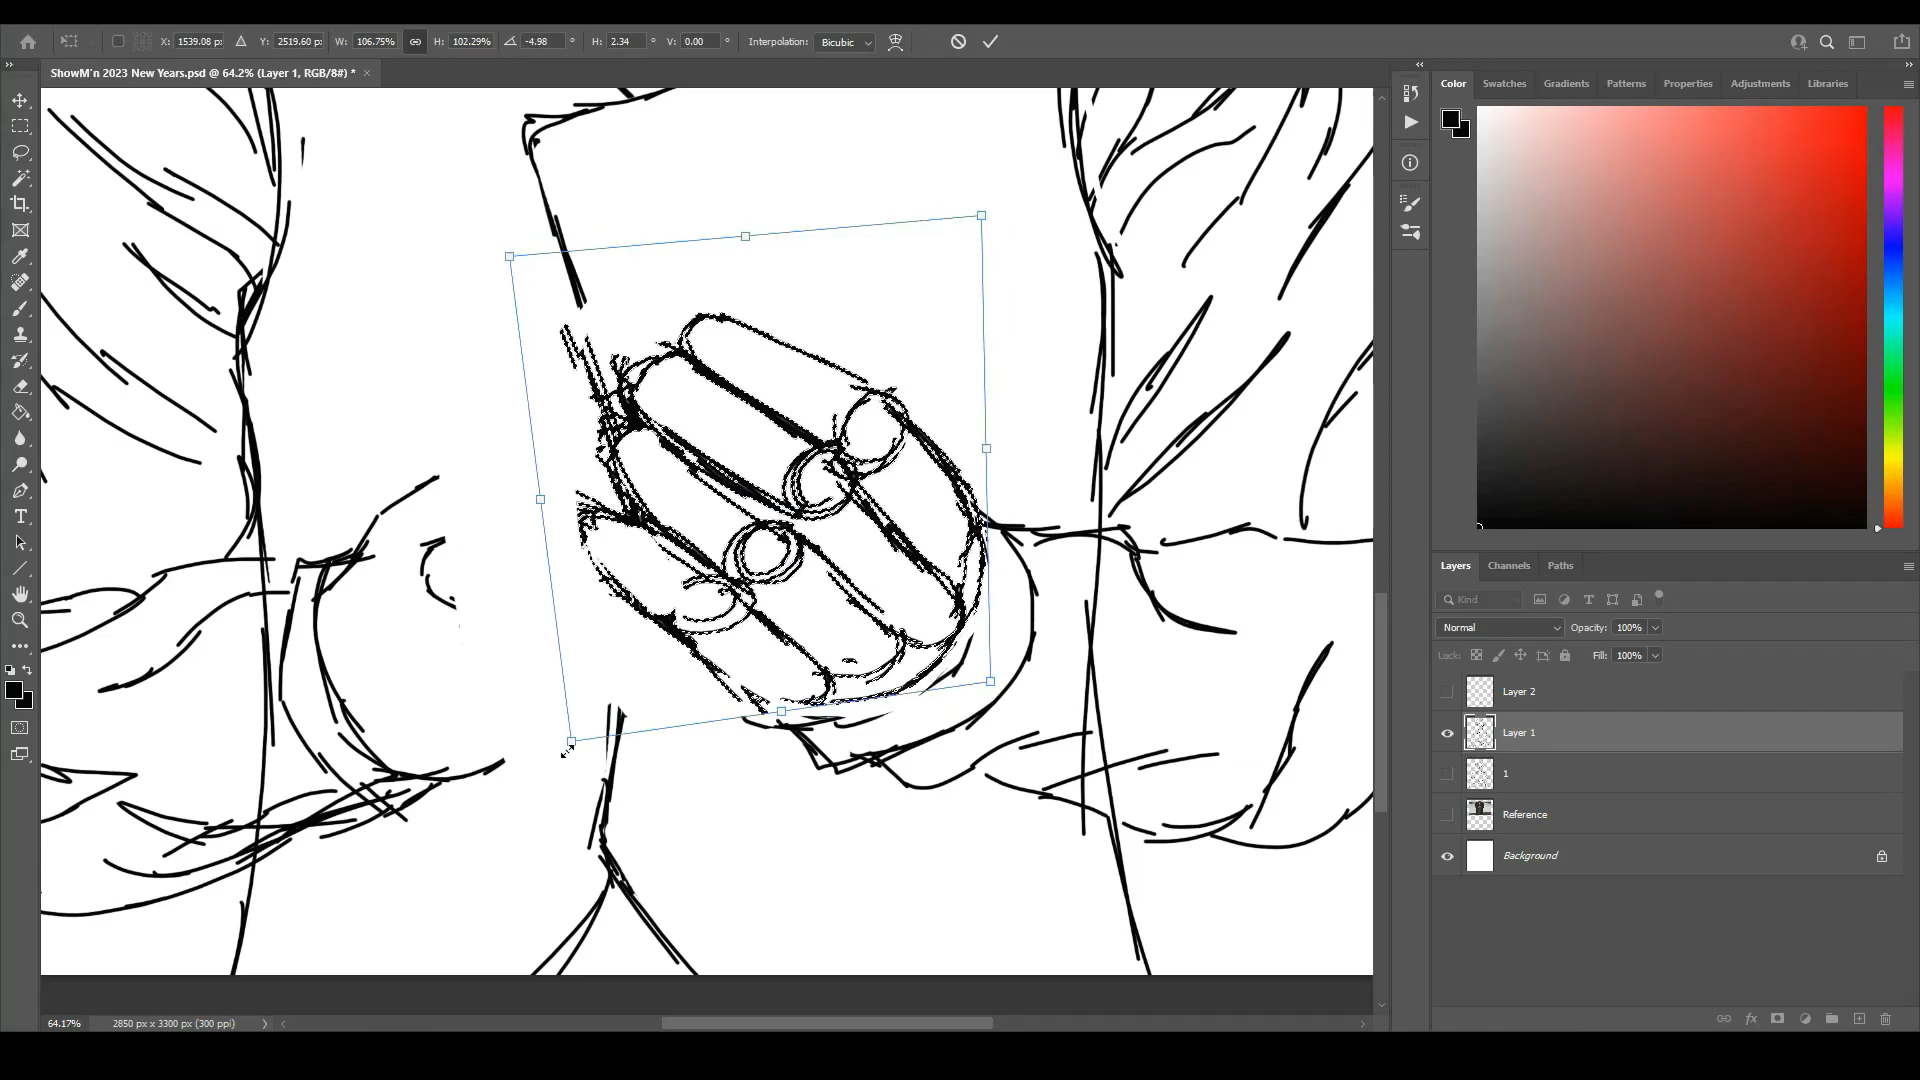 X: 1539.08 px Y: 2519.60 px W: 106.75% H: 102.29% -4.98 ° H: 2.34 ° V: 0.00 ° Interpolation: Bicubic
ShowM'n 2023 New Years.psd @ 64.2% (Layer 1, RGB/8#) * ×
Color Swatches Gradients Patterns Properties Adjustments Libraries
Layers Channels Paths
Kind
Normal Opacity: 100%
Lock: Fill: 100%
Layer 2
Layer 1
1
Reference
Background
64.17% 2850 px x 3300 px (300 ppi)